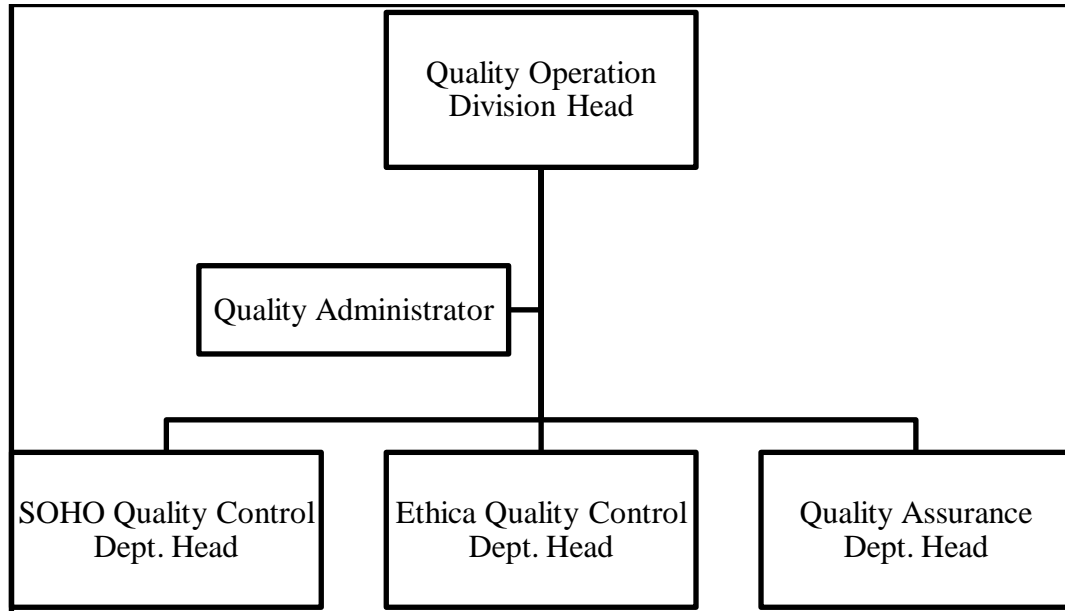 Quality Operation
Division Head
Quality Administrator
SOHO Quality Control
Dept. Head
Ethica Quality Control
Dept. Head
Quality Assurance
Dept. Head